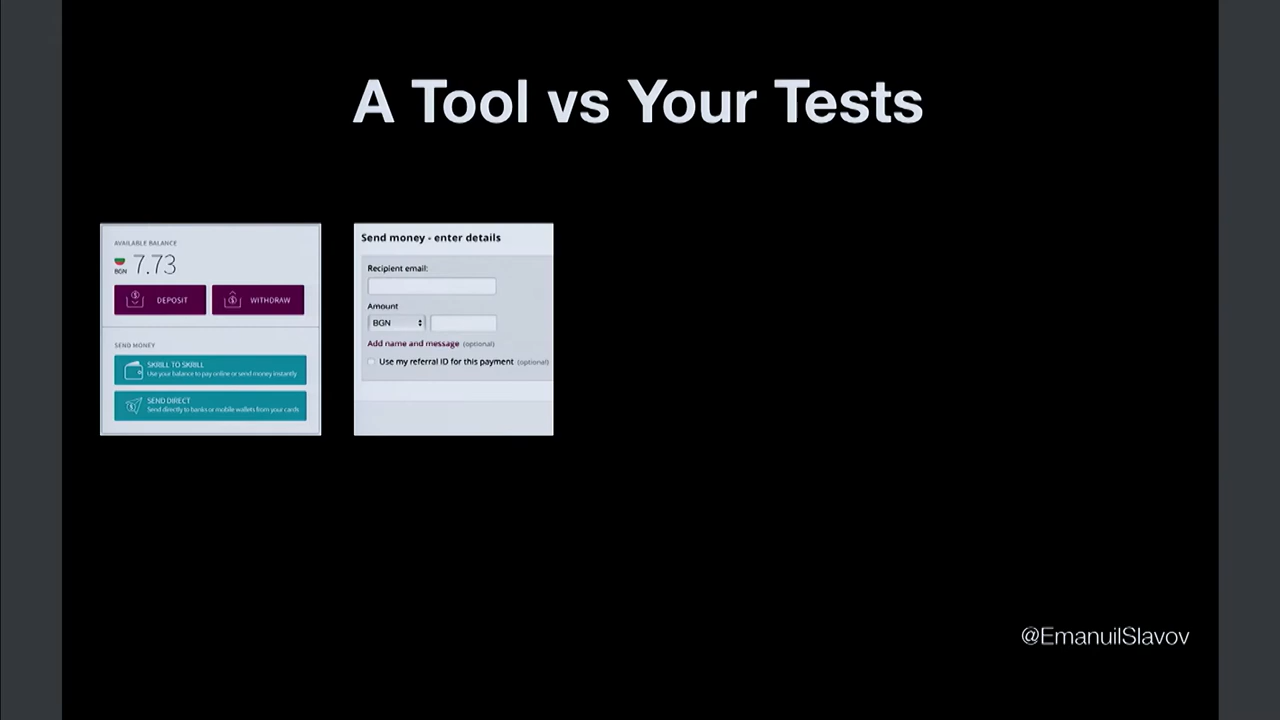 A Tool vs Your Tests
AVAILABLE BALANCE
BGN 7.73
DEPOSIT
WITHDRAW
SEND MONEY
SKRILL TO SKRILL
Use your balance to pay online or send money instantly
SEND DIRECT
Send directly to banks or mobile wallets from your cards
Send money - enter details
Recipient email:
Amount
BGN
Add name and message (optional)
Use my referral ID for this payment (optional)
@EmanuilSlavov